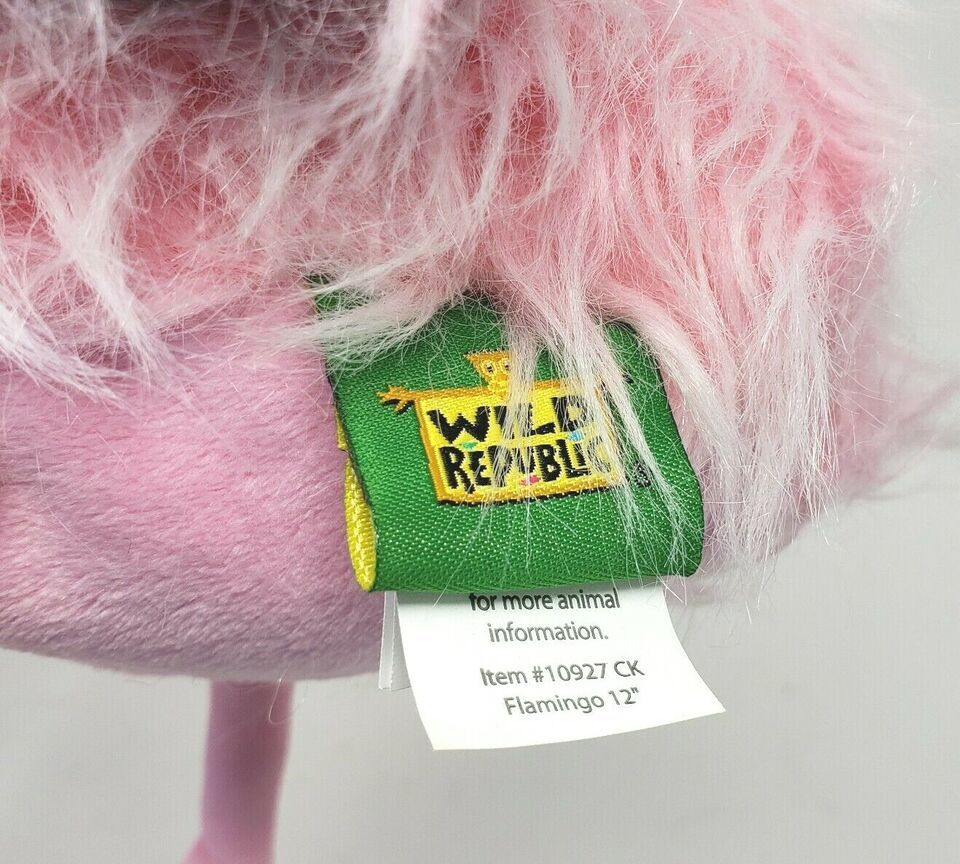 WILD
REPUBLIC
for more animal
information.
Item #10927 CK
Flamingo 12"